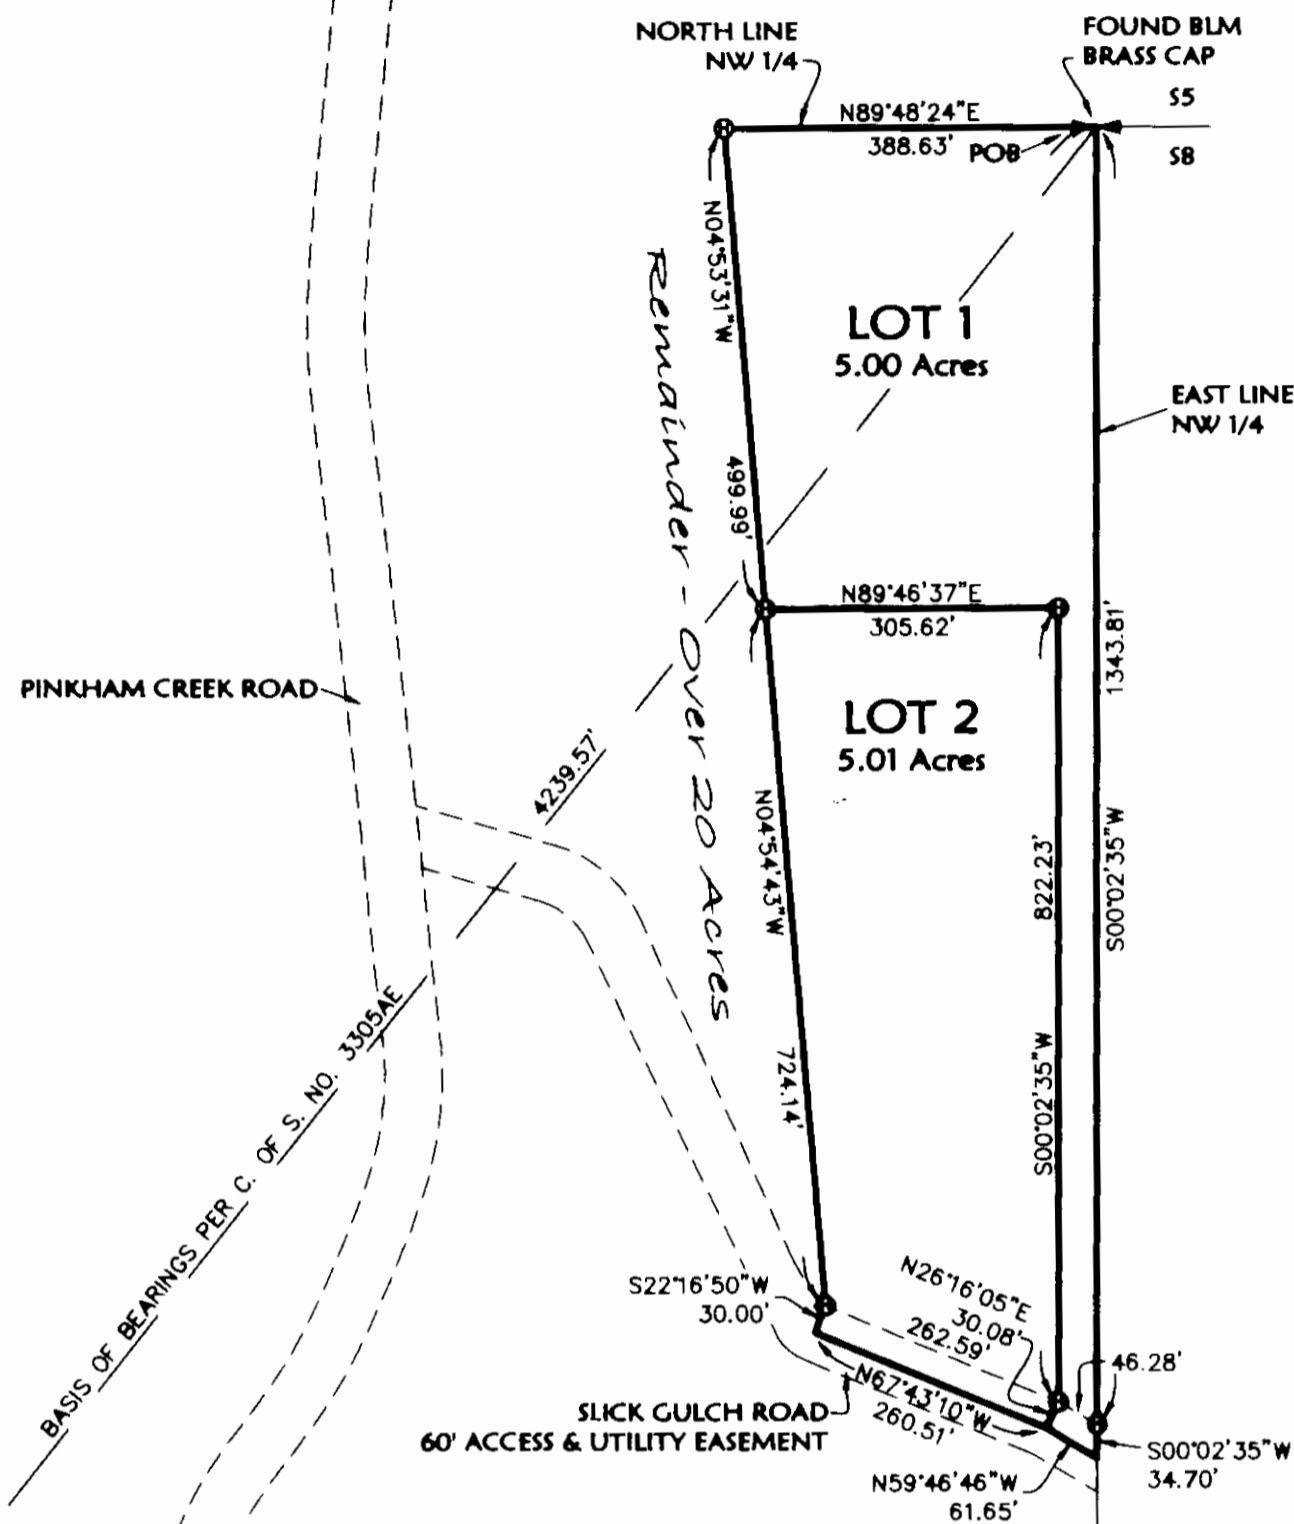 NORTH LINE
NW 1/4
FOUND BLM
BRASS CAP
S5
S8
N89°48'24"E
388.63'
POB
N04°53'31"W
499.99'
LOT 1
5.00 Acres
EAST LINE
NW 1/4
Remainder - Over 20 Acres
N89°46'37"E
305.62'
1343.81'
S00°02'35"W
PINKHAM CREEK ROAD
LOT 2
5.01 Acres
4239.57'
N04°54'43"W
724.14'
822.23'
S00°02'35"W
BASIS OF BEARINGS PER C. OF S. NO. 3305AE
S22°16'50"W
30.00'
N26°16'05"E
30.08'
262.59'
46.28'
N67°43'10"W
260.51'
SLICK GULCH ROAD
60' ACCESS & UTILITY EASEMENT
S00°02'35"W
34.70'
N59°46'46"W
61.65'